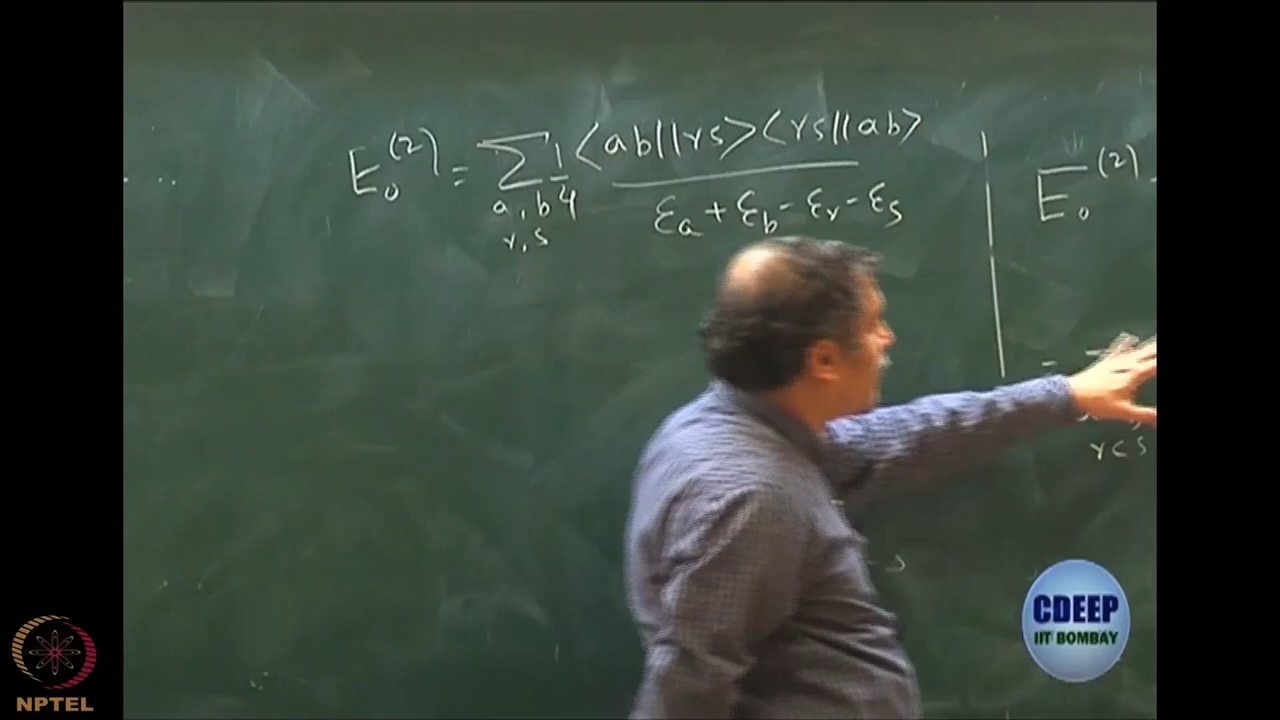 E₀⁽²⁾ = Σ 1/4 <ab||rs><rs||ab>
a, b
r, s
εa + εb - εr - εs
E₀⁽²⁾
r < s
CDEEP
IIT BOMBAY
NPTEL